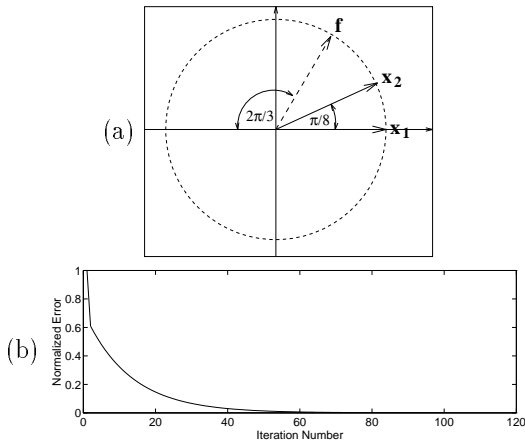 f
x₂
2π/3
π/8
(a)
x₁
1
0.8
0.6
0.4
0.2
0
Normalized Error
(b)
0 20 40 60 80 100 120
Iteration Number